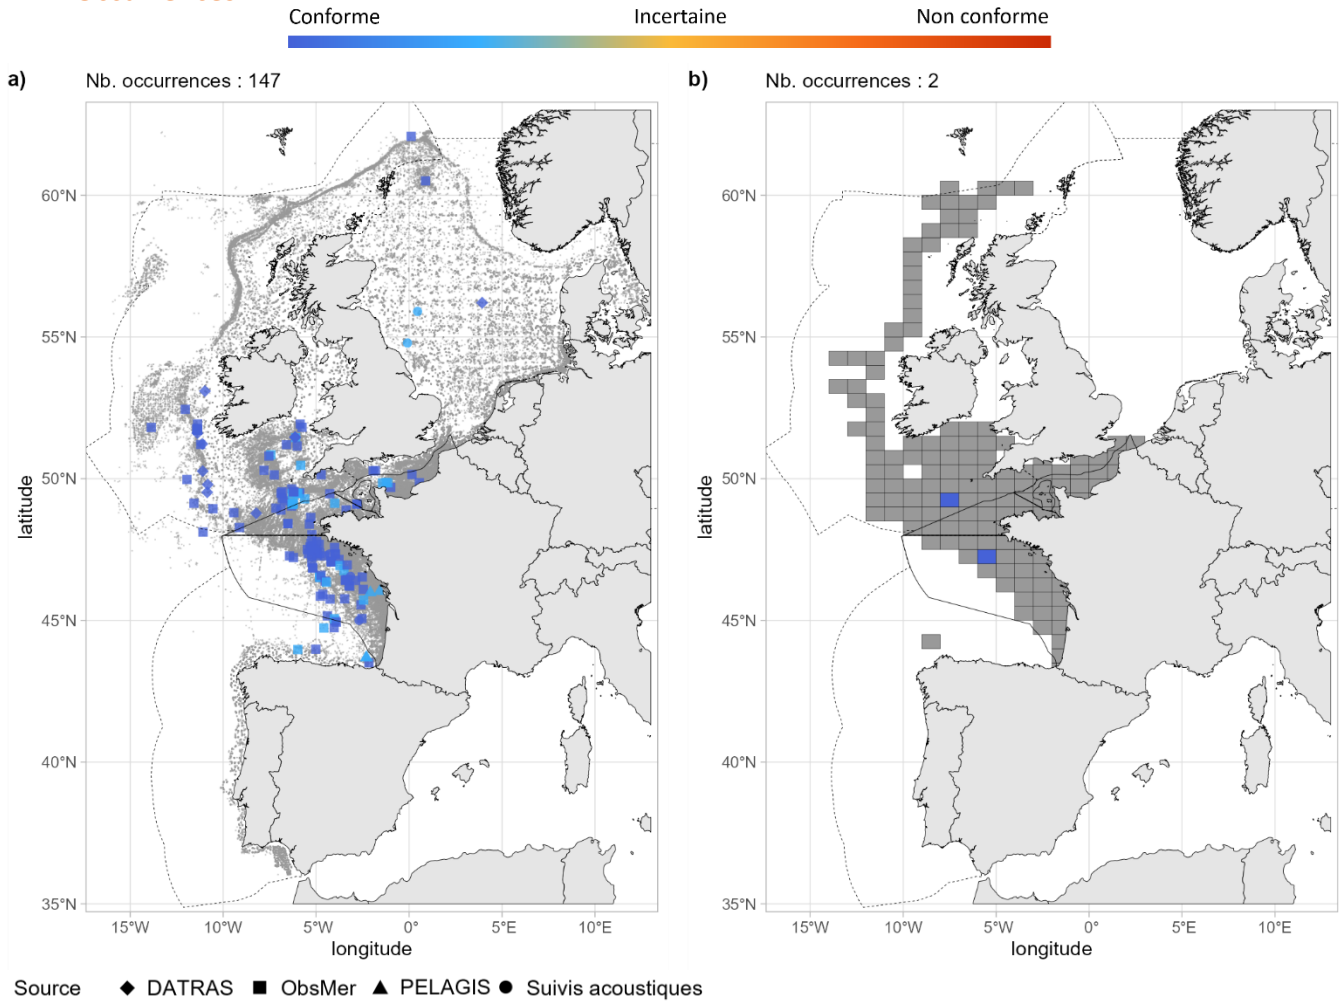 Conforme Incertaine Non conforme
a) Nb. occurrences : 147
b) Nb. occurrences : 2
latitude
60°N
55°N
50°N
45°N
40°N
35°N
15°W 10°W 5°W 0° 5°E 10°E
longitude
latitude
60°N
55°N
50°N
45°N
40°N
35°N
15°W 10°W 5°W 0° 5°E 10°E
longitude
Source DATRAS ObsMer PELAGIS Suivis acoustiques